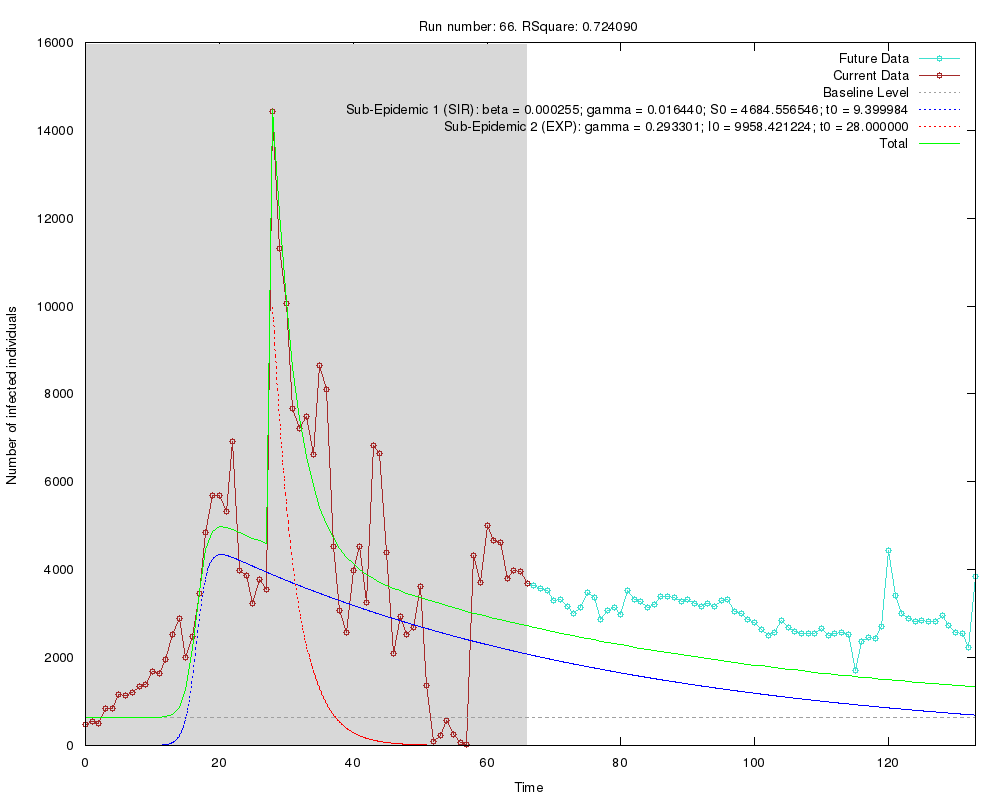 Run number: 66. RSquare: 0.724090
16000
14000
12000
10000
8000
6000
4000
2000
0
Number of infected individuals
Future Data
Current Data
Baseline Level
Sub-Epidemic 1 (SIR): beta = 0.000255; gamma = 0.016440; S0 = 4684.556546; t0 = 9.399984
Sub-Epidemic 2 (EXP): gamma = 0.293301; I0 = 9958.421224; t0 = 28.000000
Total
0 20 40 60 80 100 120
Time